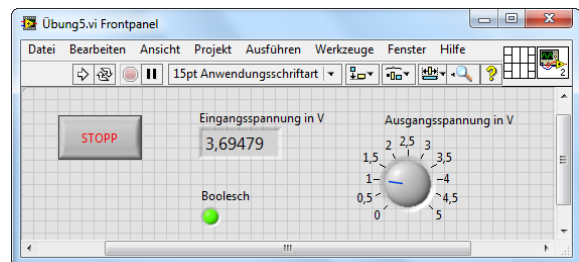 Übung5.vi Frontpanel
Datei Bearbeiten Ansicht Projekt Ausführen Werkzeuge Fenster Hilfe
15pt Anwendungsschriftart
2
STOPP
Eingangsspannung in V
3,69479
Boolesch
Ausgangsspannung in V
2 2,5 3
1,5 3,5
1 4
0,5 4,5
0 5